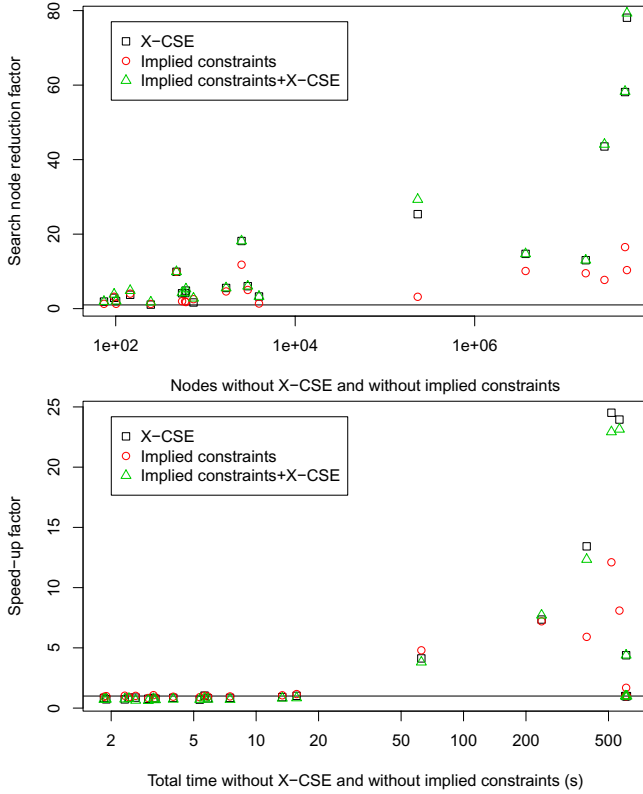 Search node reduction factor
80
60
40
20
0
X−CSE
Implied constraints
Implied constraints+X−CSE
1e+02 1e+04 1e+06
Nodes without X−CSE and without implied constraints
Speed−up factor
25
20
15
10
5
0
X−CSE
Implied constraints
Implied constraints+X−CSE
2 5 10 20 50 100 200 500
Total time without X−CSE and without implied constraints (s)